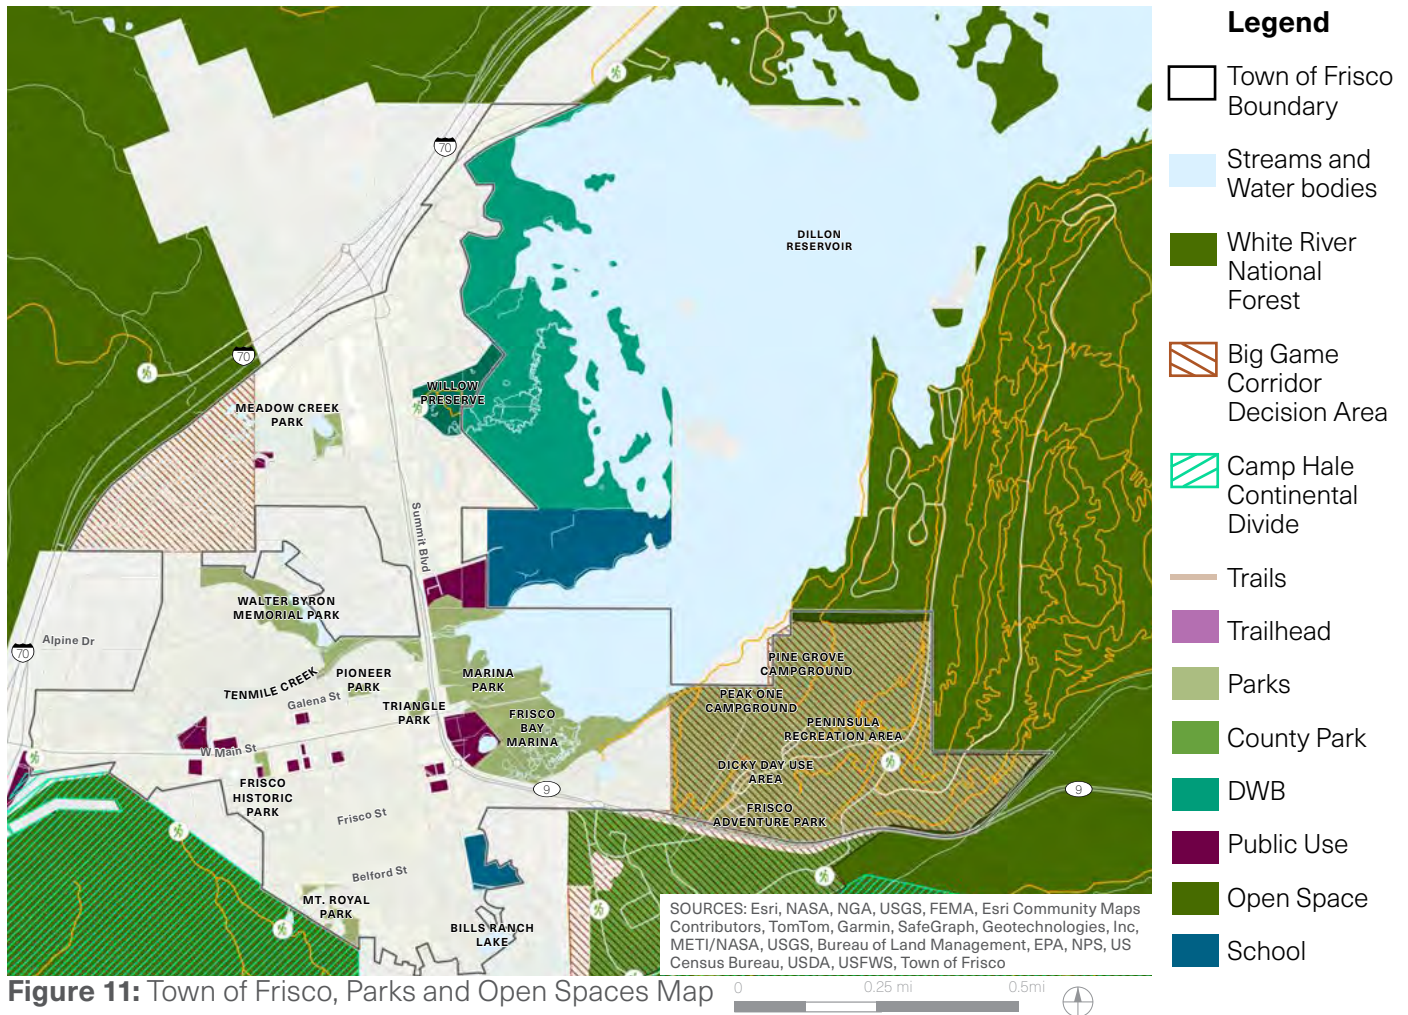 Legend
Town of Frisco
Boundary
Streams and
Water bodies
White River
National
Forest
Big Game
Corridor
Decision Area
Camp Hale
Continental
Divide
Trails
Trailhead
Parks
County Park
DWB
Public Use
Open Space
School
70
DILLON
RESERVOIR
70
WILLOW
PRESERVE
MEADOW CREEK
PARK
Summit Blvd
WALTER BYRON
MEMORIAL PARK
Alpine Dr
70
TENMILE CREEK
PIONEER
PARK
MARINA
PARK
PINE GROVE
CAMPGROUND
PEAK ONE
CAMPGROUND
Galena St
TRIANGLE
PARK
FRISCO
BAY
MARINA
PENINSULA
RECREATION AREA
W Main St
DICKY DAY USE
AREA
9
9
FRISCO
HISTORIC
PARK
FRISCO
ADVENTURE PARK
Frisco St
Belford St
MT. ROYAL
PARK
BILLS RANCH
LAKE
SOURCES: Esri, NASA, NGA, USGS, FEMA, Esri Community Maps
Contributors, TomTom, Garmin, SafeGraph, Geotechnologies, Inc,
METI/NASA, USGS, Bureau of Land Management, EPA, NPS, US
Census Bureau, USDA, USFWS, Town of Frisco
Figure 11: Town of Frisco, Parks and Open Spaces Map
0 0.25 mi 0.5mi